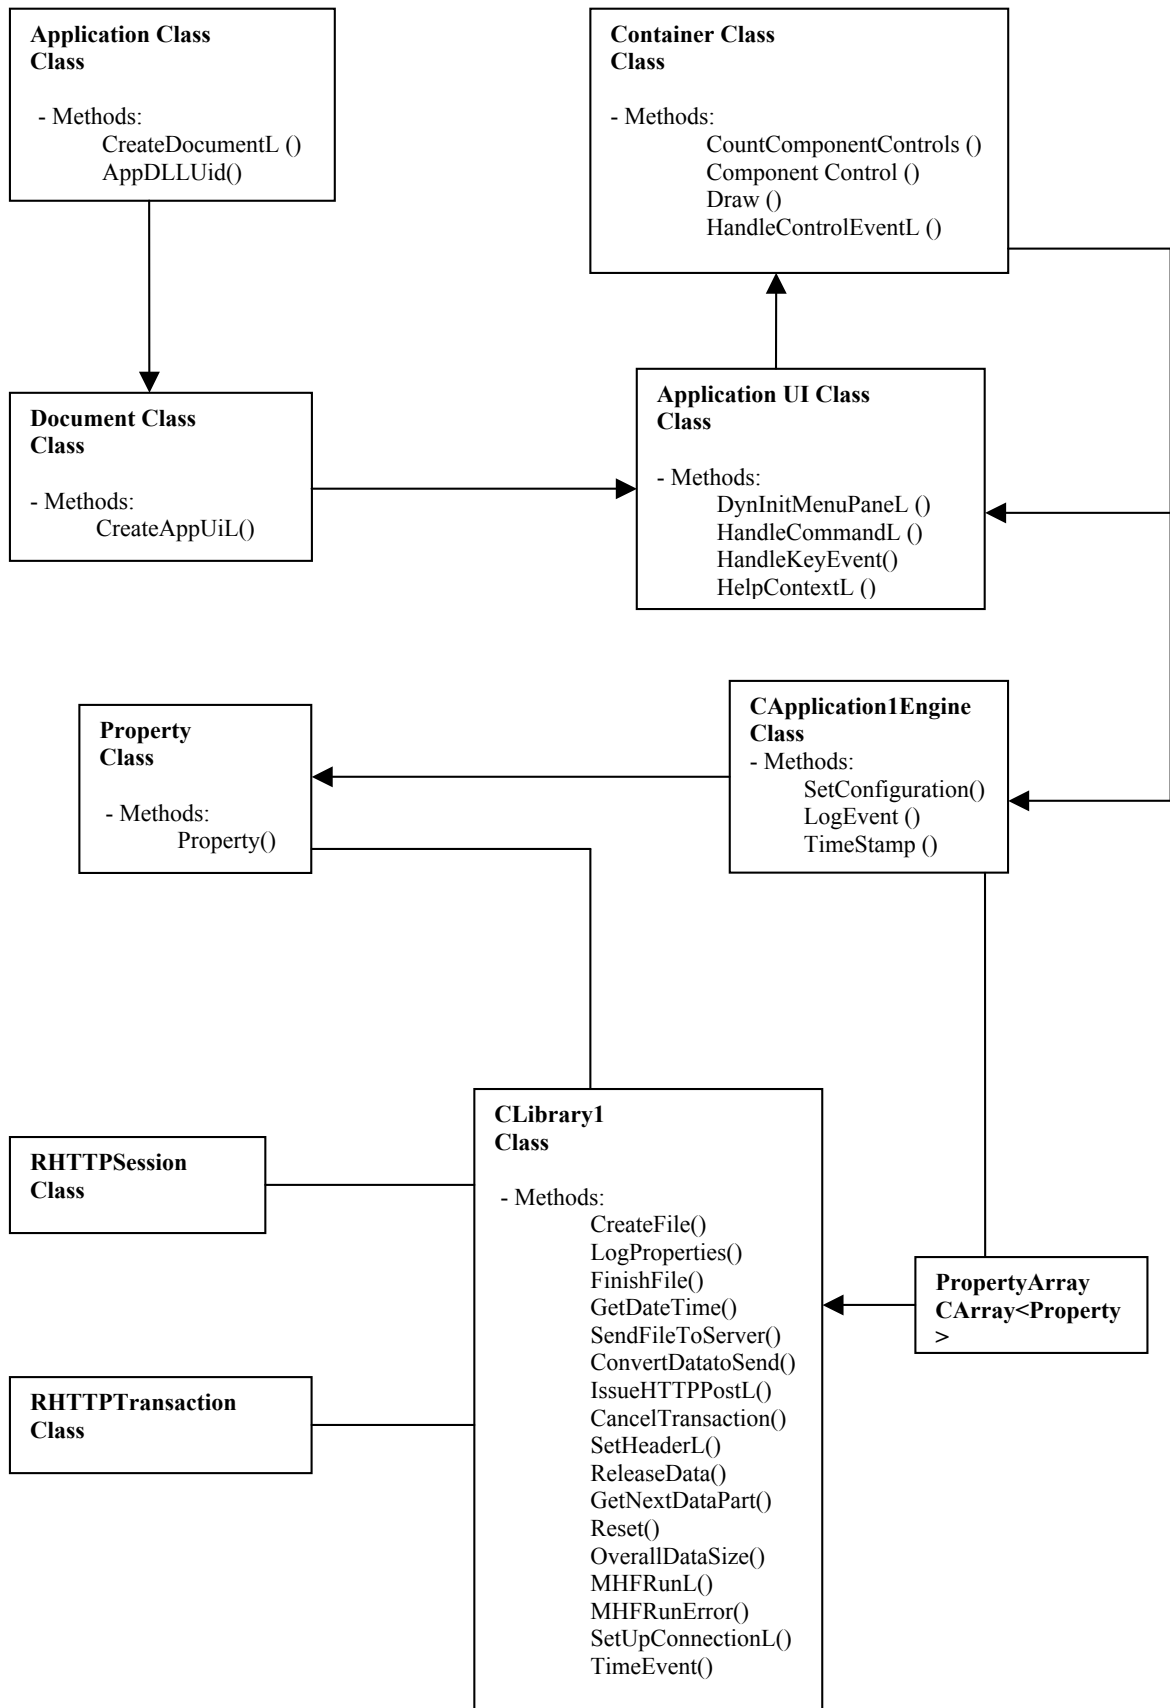 Application Class
Class
- Methods:
CreateDocumentL ()
AppDLLUid()
Container Class
Class
- Methods:
CountComponentControls ()
Component Control ()
Draw ()
HandleControlEventL ()
Document Class
Class
- Methods:
CreateAppUiL()
Application UI Class
Class
- Methods:
DynInitMenuPaneL ()
HandleCommandL ()
HandleKeyEvent()
HelpContextL ()
Property
Class
- Methods:
Property()
CApplication1Engine
Class
- Methods:
SetConfiguration()
LogEvent ()
TimeStamp ()
CLibrary1
Class
- Methods:
CreateFile()
LogProperties()
FinishFile()
GetDateTime()
SendFileToServer()
ConvertDatatoSend()
IssueHTTPPostL()
CancelTransaction()
SetHeaderL()
ReleaseData()
GetNextDataPart()
Reset()
OverallDataSize()
MHFRunL()
MHFRunError()
SetUpConnectionL()
TimeEvent()
RHTTPSession
Class
RHTTPTransaction
Class
PropertyArray
CArray<Property
>